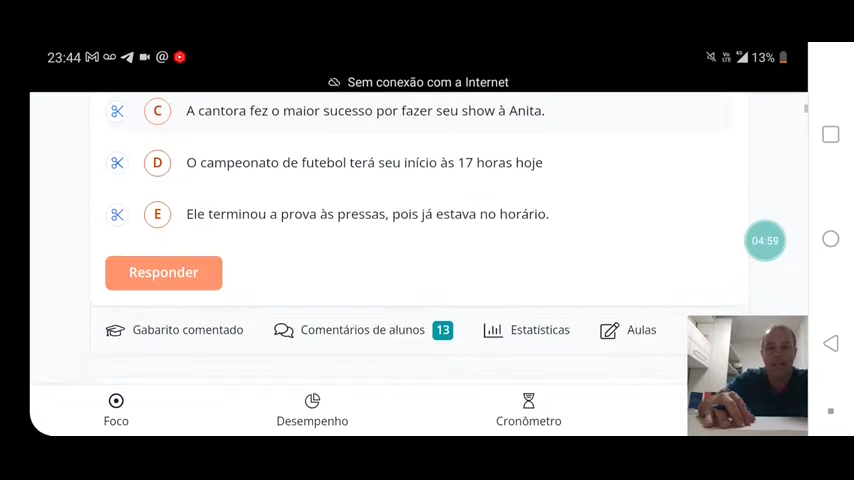 23:44 13%
Sem conexão com a Internet
C A cantora fez o maior sucesso por fazer seu show à Anita.
D O campeonato de futebol terá seu início às 17 horas hoje
E Ele terminou a prova às pressas, pois já estava no horário.
04:59
Responder
Gabarito comentado Comentários de alunos 13 Estatísticas Aulas
Foco Desempenho Cronômetro